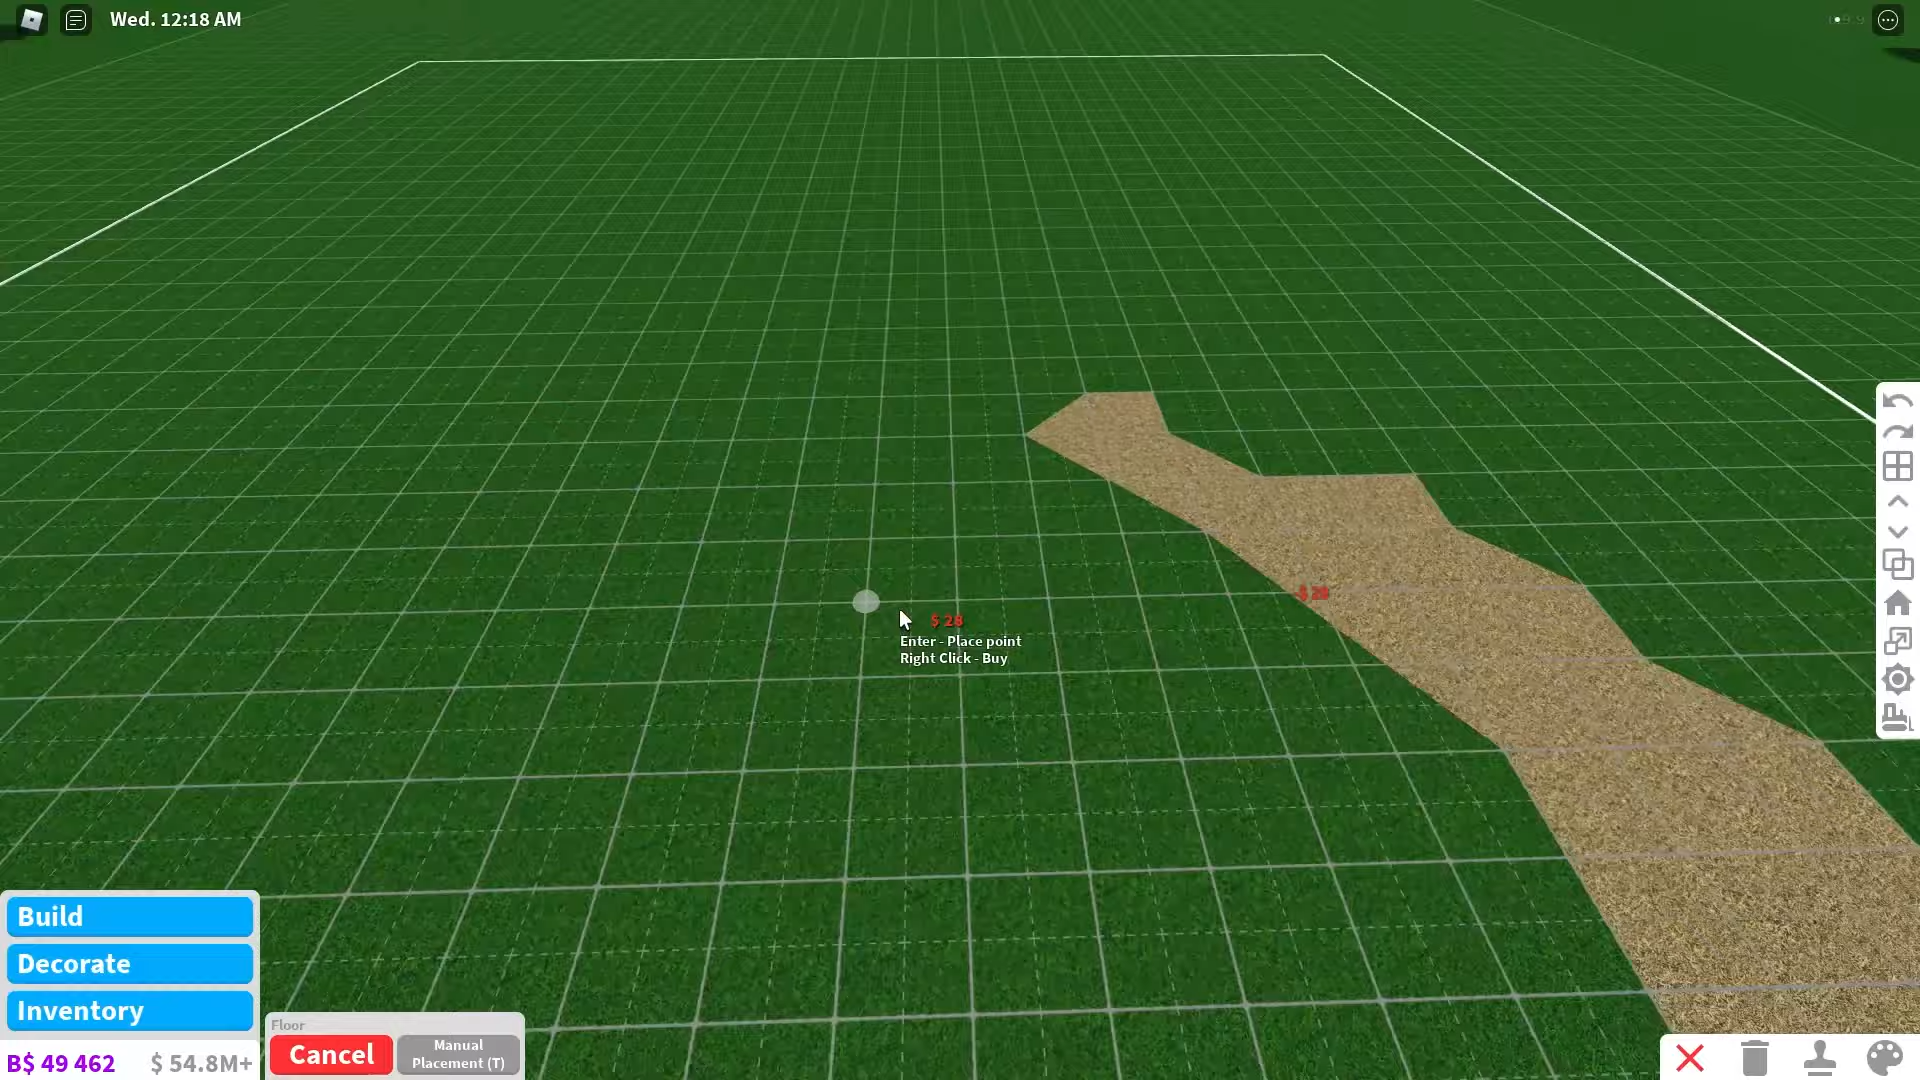 Wed. 12:18 AM
$ 28
Enter - Place point
Right Click - Buy
Build
Decorate
Inventory
B$ 49 462
$ 54.8M+
Floor
Cancel
Manual
Placement (T)